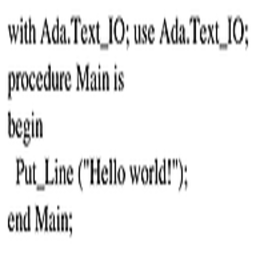 with Ada.Text_IO; use Ada.Text_IO;
procedure Main is
begin
  Put_Line ("Hello world!");
end Main;